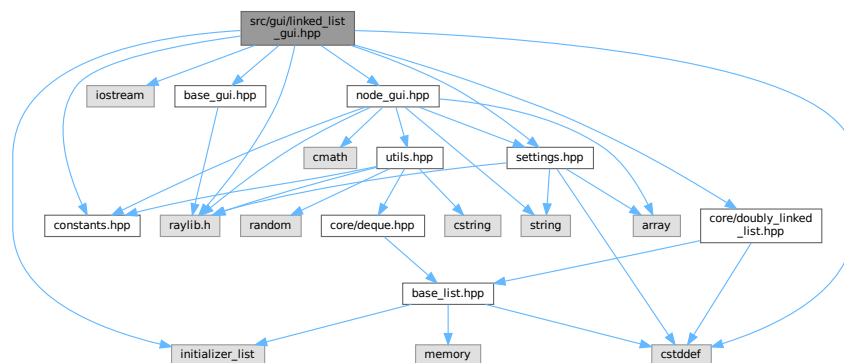 src/gui/linked_list
_gui.hpp
iostream
base_gui.hpp
node_gui.hpp
cmath
utils.hpp
settings.hpp
constants.hpp
raylib.h
random
core/deque.hpp
cstring
string
array
core/doubly_linked
_list.hpp
base_list.hpp
initializer_list
memory
cstddef